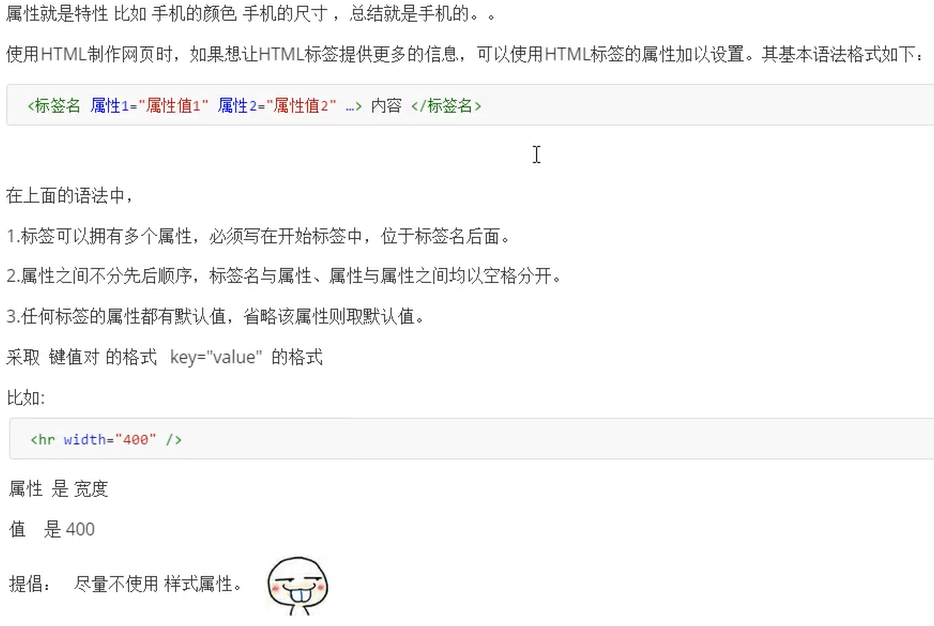 属性就是特性 比如 手机的颜色 手机的尺寸 ，总结就是手机的。。
使用HTML制作网页时，如果想让HTML标签提供更多的信息，可以使用HTML标签的属性加以设置。其基本语法格式如下：
<标签名 属性1="属性值1" 属性2="属性值2" …> 内容 </标签名>
在上面的语法中，
1.标签可以拥有多个属性，必须写在开始标签中，位于标签名后面。
2.属性之间不分先后顺序，标签名与属性、属性与属性之间均以空格分开。
3.任何标签的属性都有默认值，省略该属性则取默认值。
采取 键值对 的格式 key="value" 的格式
比如:
<hr width="400" />
属性 是 宽度
值 是 400
提倡： 尽量不使用 样式属性。